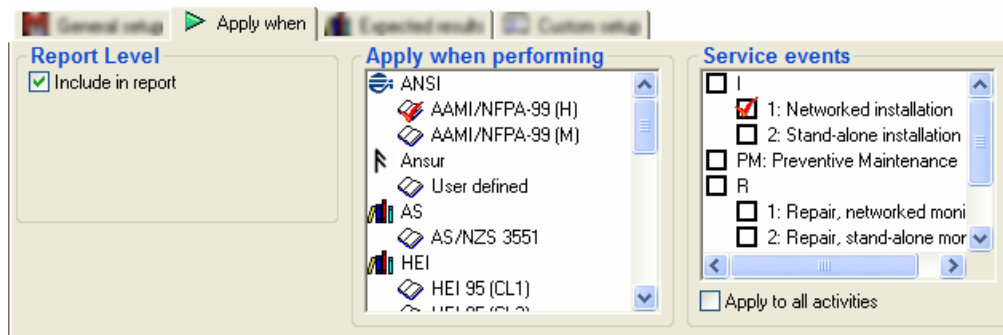 General setup Apply when Expected results Custom setup
Report Level
Include in report
Apply when performing
ANSI
AAMI/NFPA-99 (H)
AAMI/NFPA-99 (M)
Ansur
User defined
AS
AS/NZS 3551
HEI
HEI 95 (CL1)
Service events
I
1: Networked installation
2: Stand-alone installation
PM: Preventive Maintenance
R
1: Repair, networked moni
2: Repair, stand-alone mor
Apply to all activities